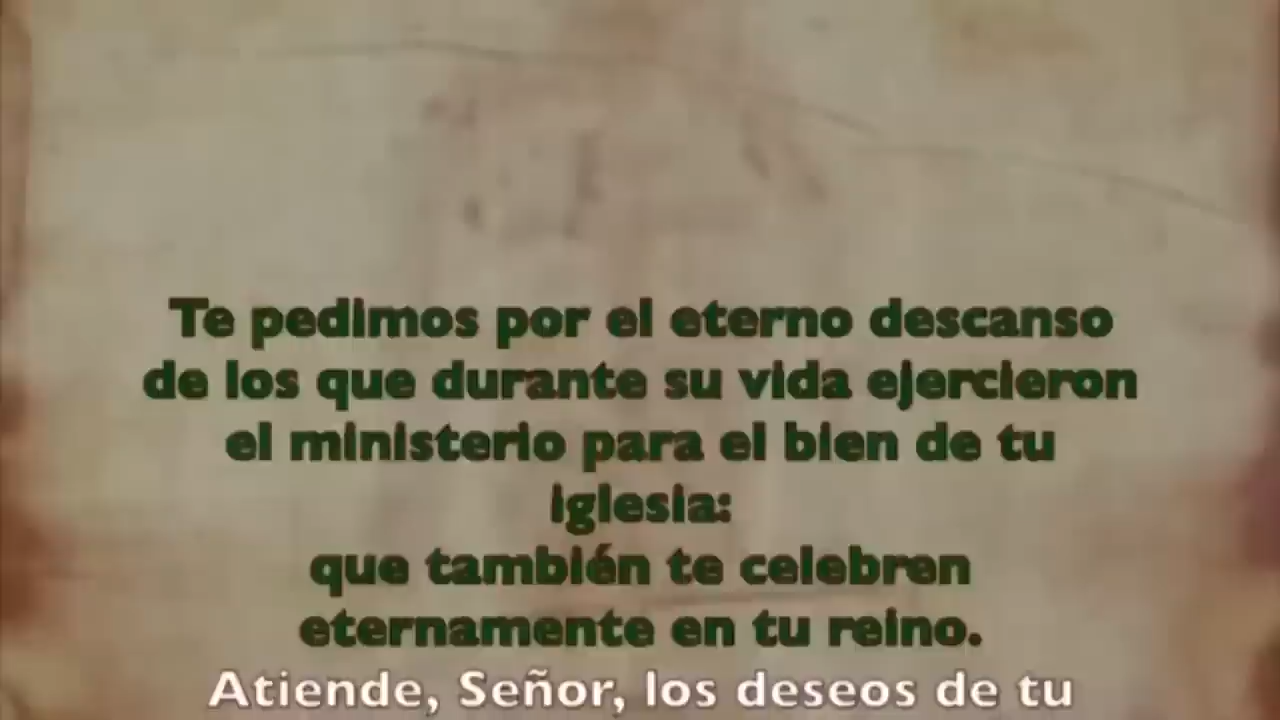 Te pedimos por el eterno descanso
de los que durante su vida ejercieron
el ministerio para el bien de tu
iglesia:
que también te celebren
eternamente en tu reino.
Atiende, Señor, los deseos de tu